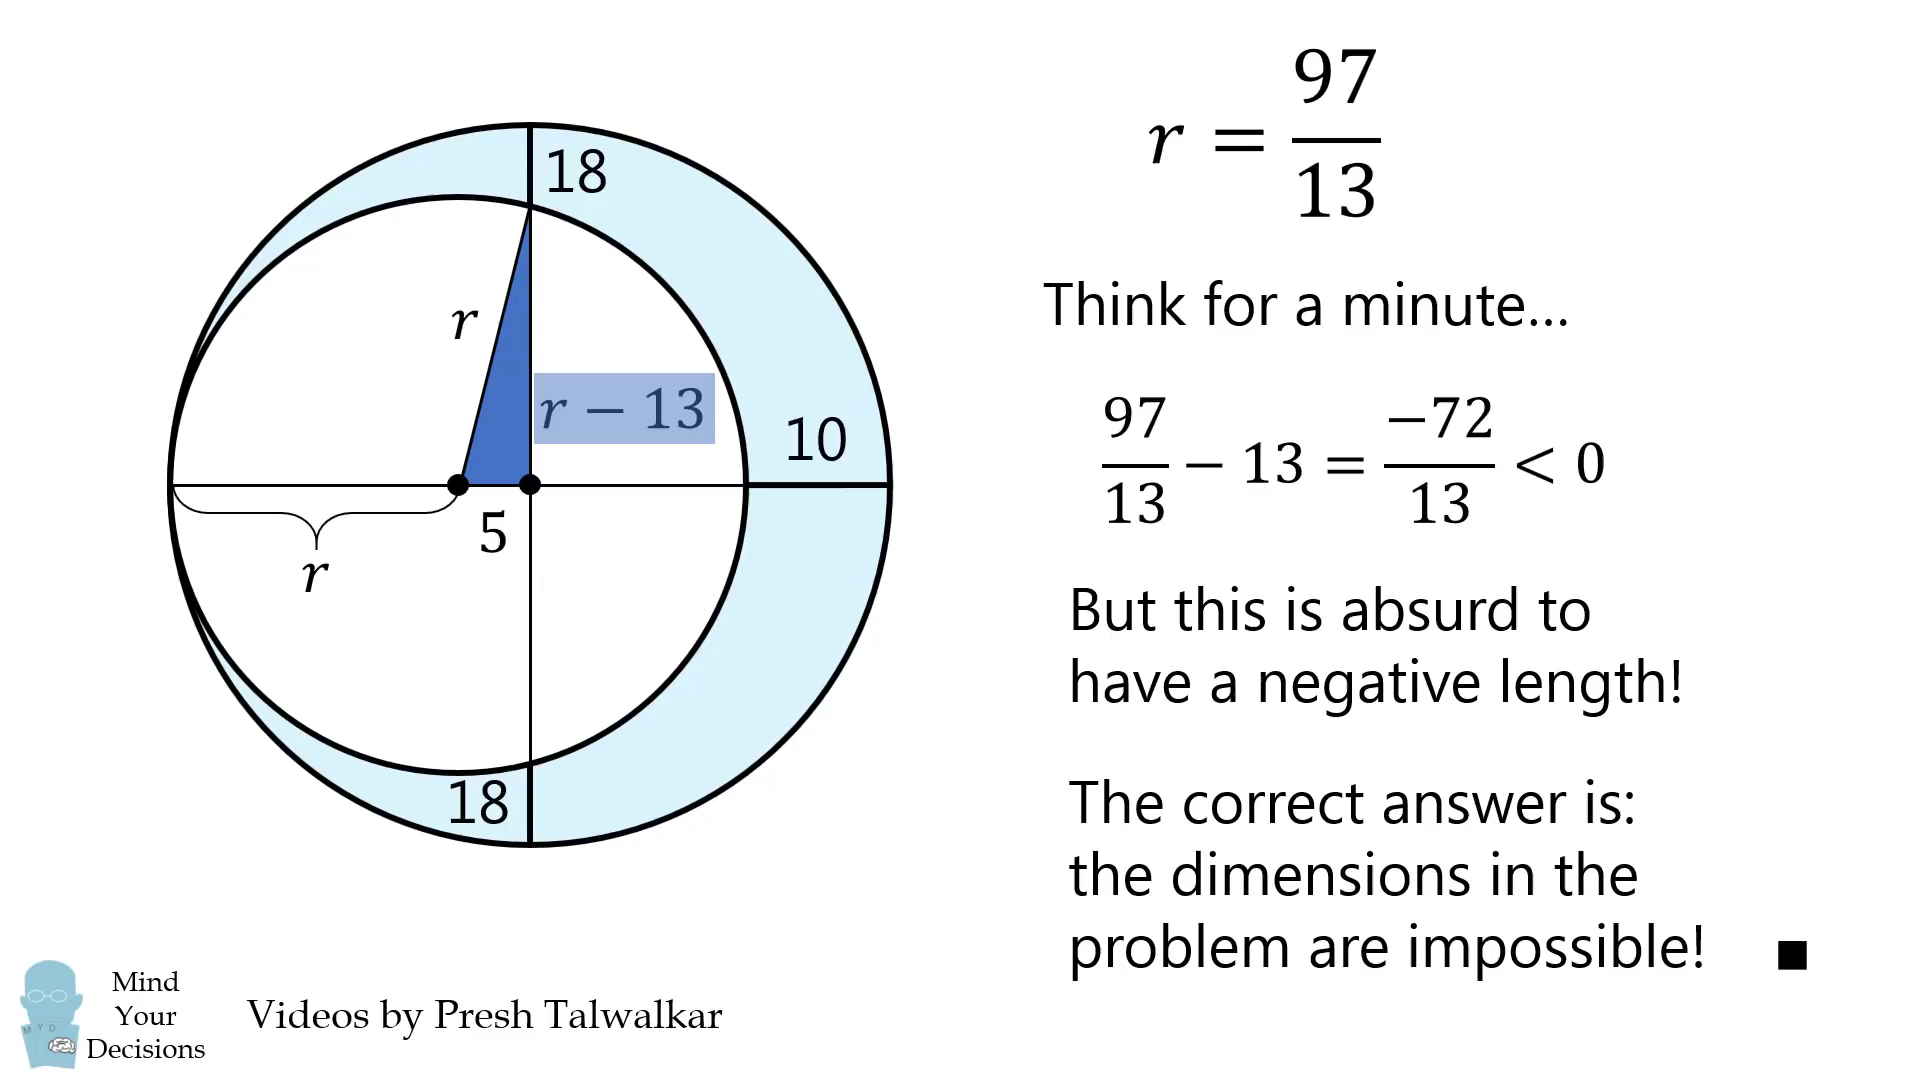 18
r
r − 13
10
5
r
18
r = 97/13
Think for a minute...
97/13 − 13 = −72/13 < 0
But this is absurd to
have a negative length!
The correct answer is:
the dimensions in the
problem are impossible! ■
M Y D
Mind
Your
Decisions
Videos by Presh Talwalkar